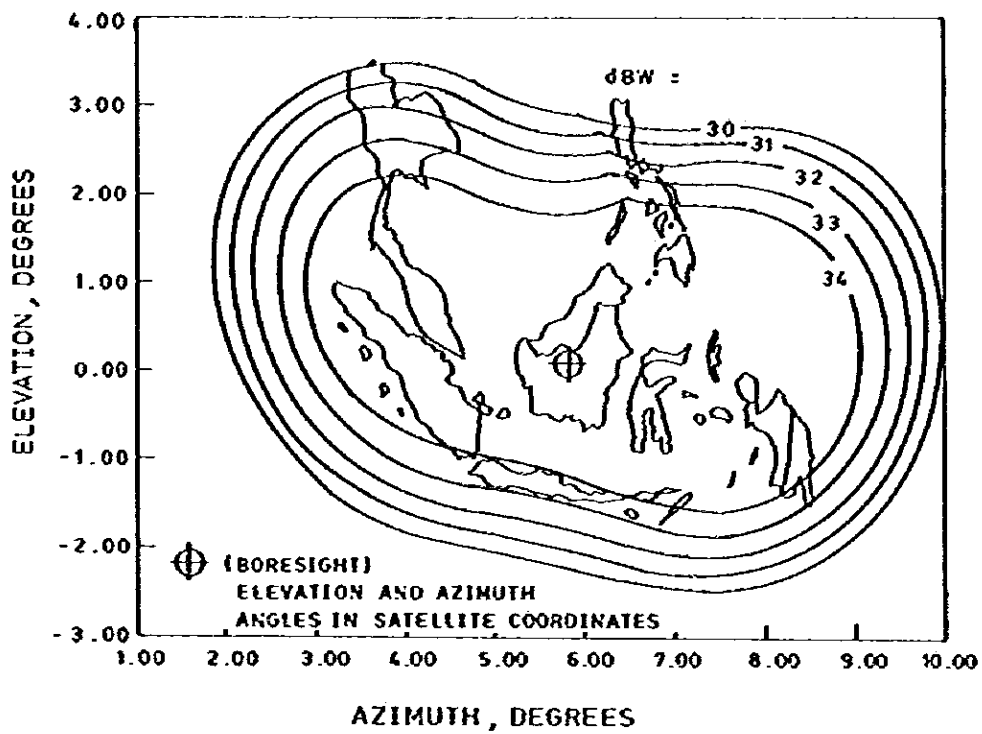 4.00
3.00
2.00
1.00
0.00
-1.00
-2.00
-3.00
ELEVATION, DEGREES
dBW =
30
31
32
33
34
(BORESIGHT)
ELEVATION AND AZIMUTH
ANGLES IN SATELLITE COORDINATES
1.00 2.00 3.00 4.00 5.00 6.00 7.00 8.00 9.00 10.00
AZIMUTH, DEGREES